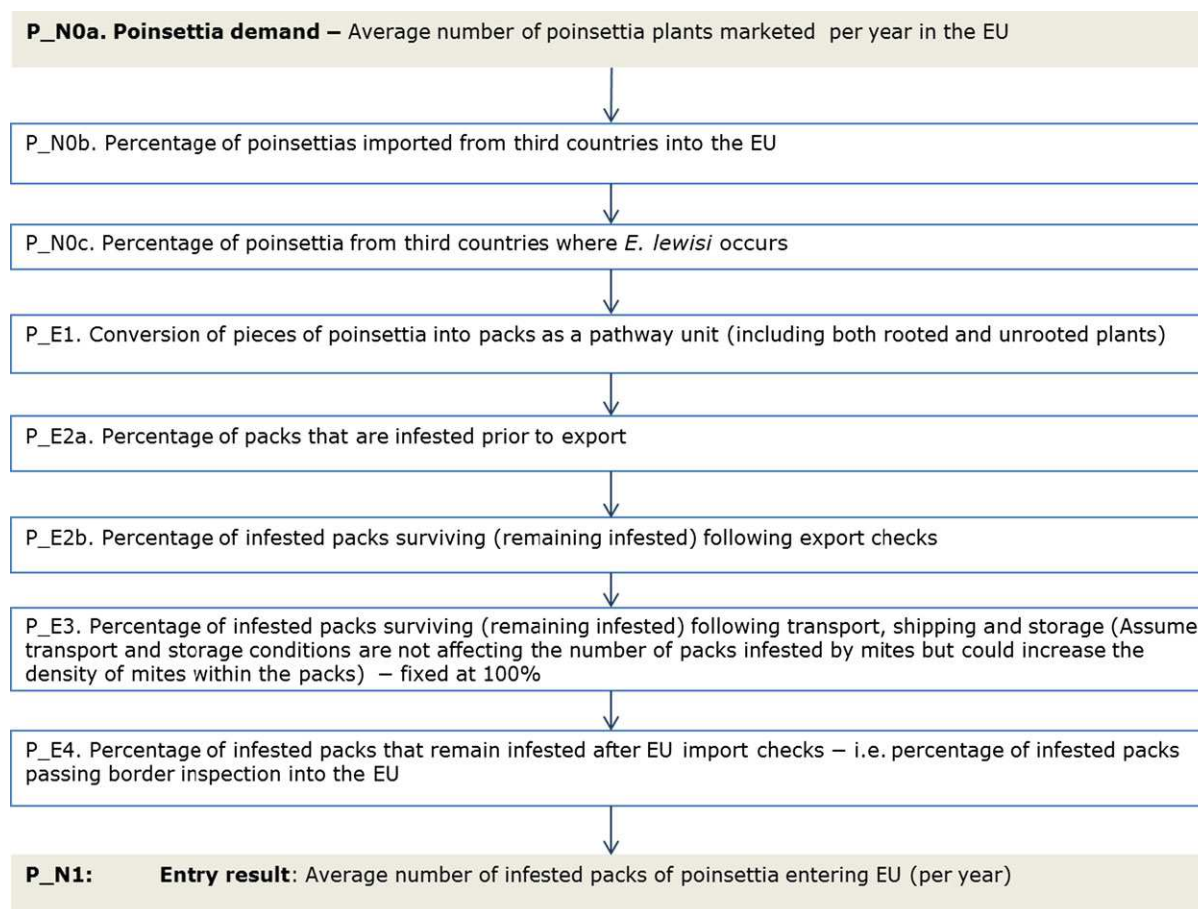 P_N0a. Poinsettia demand – Average number of poinsettia plants marketed per year in the EU
P_N0b. Percentage of poinsettias imported from third countries into the EU
P_N0c. Percentage of poinsettia from third countries where E. lewisi occurs
P_E1. Conversion of pieces of poinsettia into packs as a pathway unit (including both rooted and unrooted plants)
P_E2a. Percentage of packs that are infested prior to export
P_E2b. Percentage of infested packs surviving (remaining infested) following export checks
P_E3. Percentage of infested packs surviving (remaining infested) following transport, shipping and storage (Assume
transport and storage conditions are not affecting the number of packs infested by mites but could increase the
density of mites within the packs) – fixed at 100%
P_E4. Percentage of infested packs that remain infested after EU import checks – i.e. percentage of infested packs
passing border inspection into the EU
P_N1: Entry result: Average number of infested packs of poinsettia entering EU (per year)